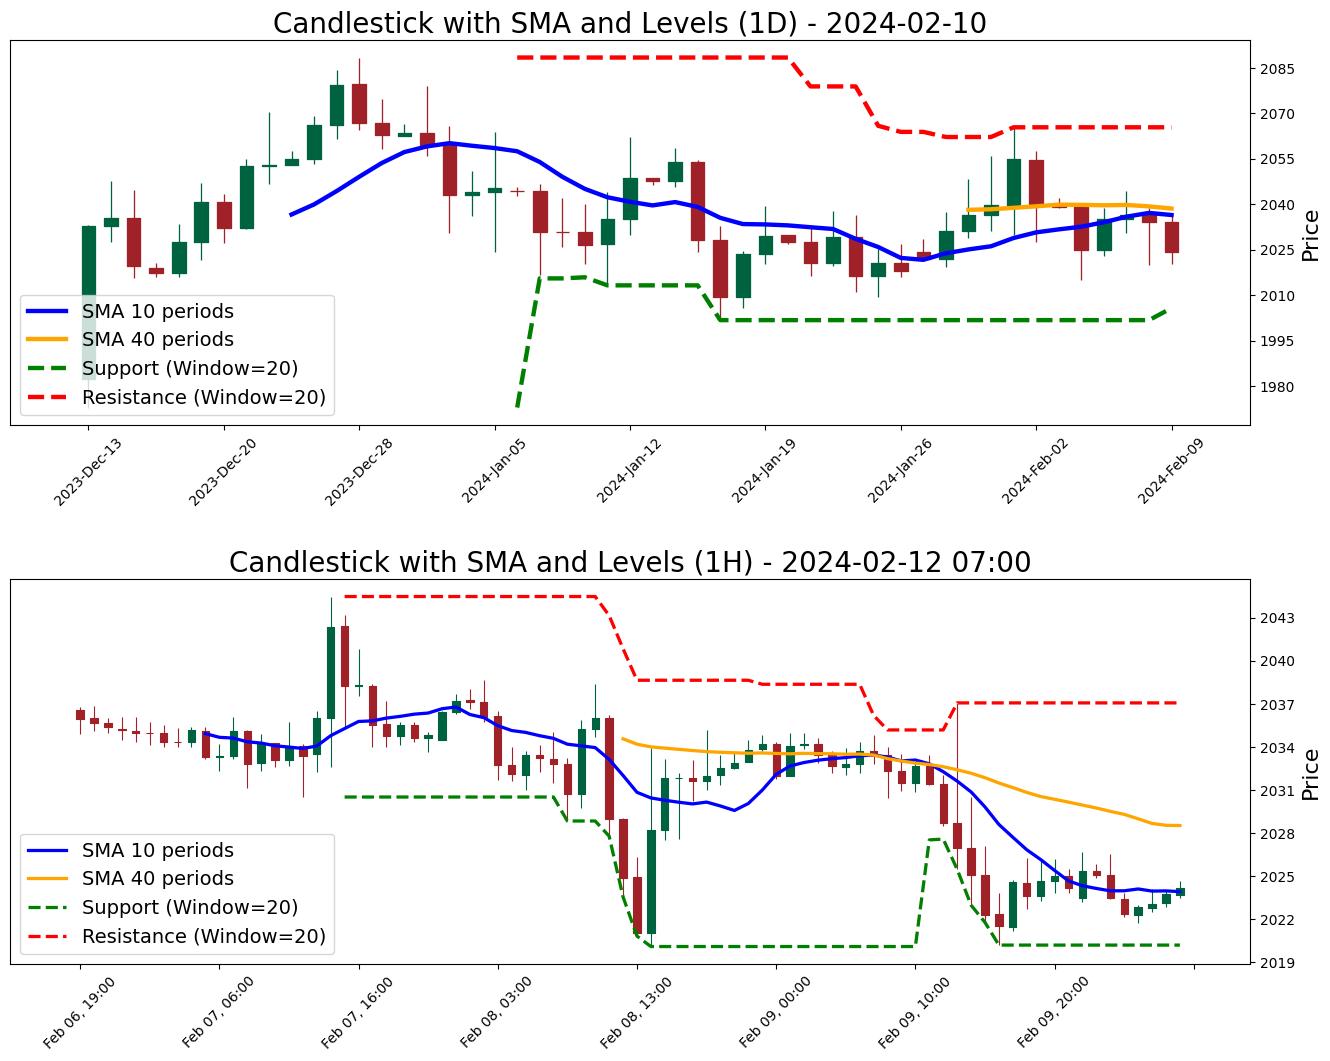 Candlestick with SMA and Levels (1D) - 2024-02-10
2085
2070
2055
2040
2025
2010
1995
1980
Price
SMA 10 periods
SMA 40 periods
Support (Window=20)
Resistance (Window=20)
2023-Dec-13
2023-Dec-20
2023-Dec-28
2024-Jan-05
2024-Jan-12
2024-Jan-19
2024-Jan-26
2024-Feb-02
2024-Feb-09
Candlestick with SMA and Levels (1H) - 2024-02-12 07:00
2043
2040
2037
2034
2031
2028
2025
2022
2019
Price
SMA 10 periods
SMA 40 periods
Support (Window=20)
Resistance (Window=20)
Feb 06, 19:00
Feb 07, 06:00
Feb 07, 16:00
Feb 08, 03:00
Feb 08, 13:00
Feb 09, 00:00
Feb 09, 10:00
Feb 09, 20:00